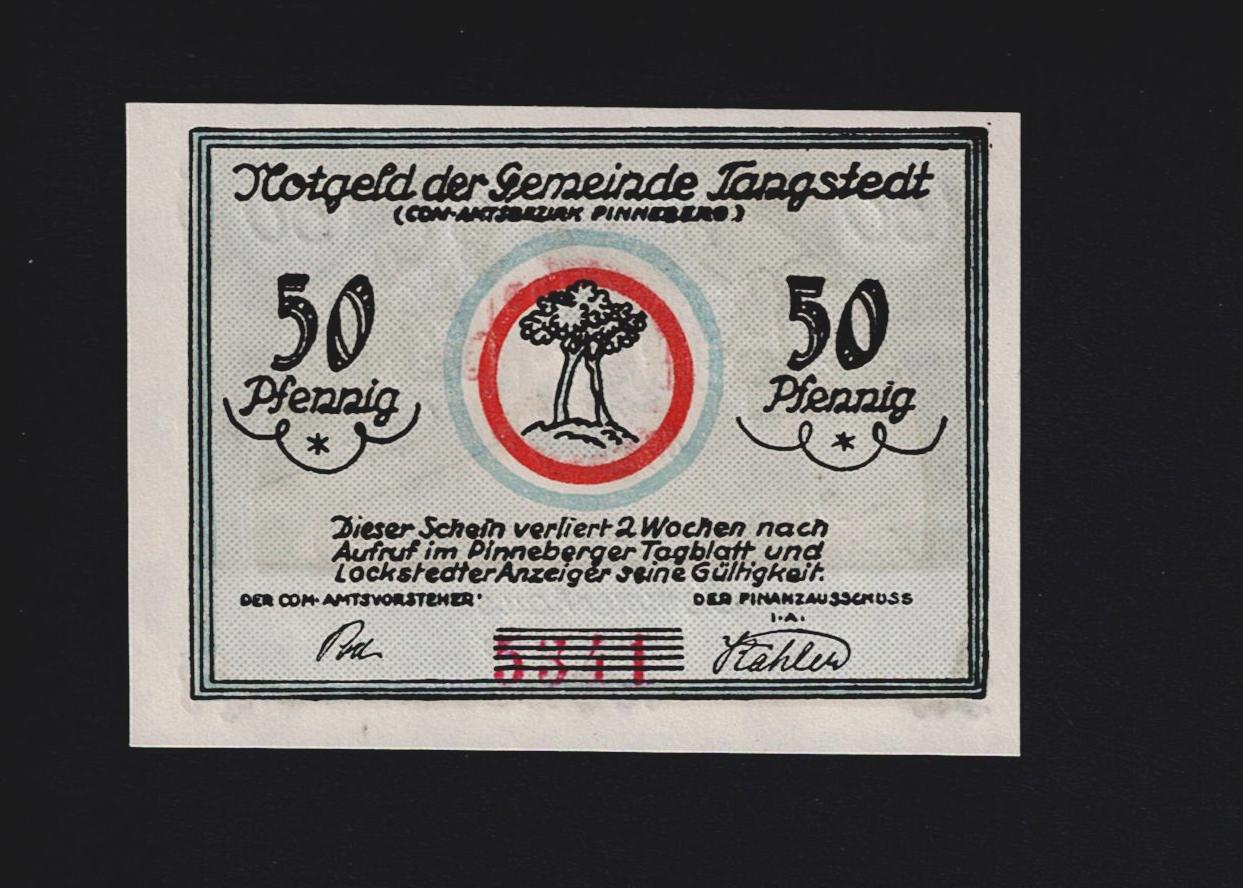 Notgeld der Gemeinde Tangstedt
(COM-AMTSBEZIRK PINNEBERG)
50 50
Pfennig Pfennig
Dieser Schein verliert 2 Wochen nach
Aufruf im Pinneberger Tagblatt und
Lockstedter Anzeiger seine Gültigkeit.
DER COM-AMTSVORSTEHER DER FINANZAUSSCHUSS
I.A.
Kahlen